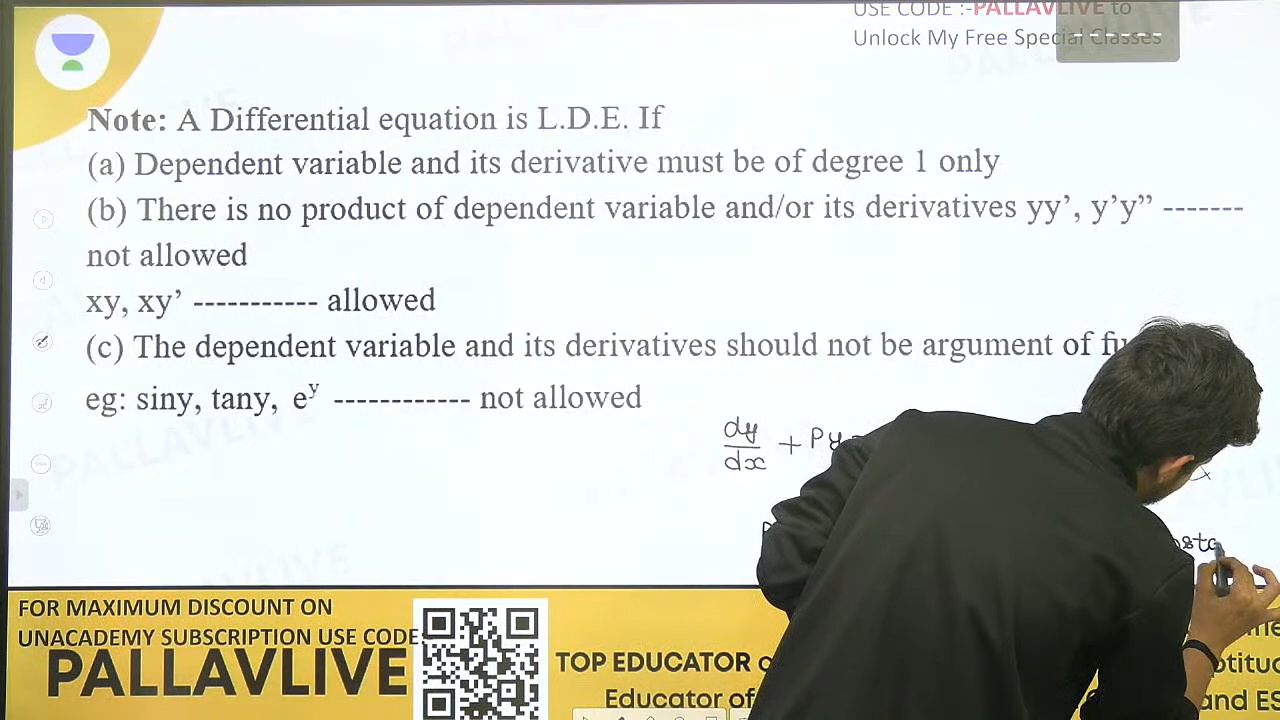 USE CODE :-PALLAVLIVE to
Unlock My Free Special Classes
Note: A Differential equation is L.D.E. If
(a) Dependent variable and its derivative must be of degree 1 only
(b) There is no product of dependent variable and/or its derivatives yy’, y’y” -------
not allowed
xy, xy’ ----------- allowed
(c) The dependent variable and its derivatives should not be argument of
eg: siny, tany, eʸ ------------ not allowed
dy/dx + Py
FOR MAXIMUM DISCOUNT ON
UNACADEMY SUBSCRIPTION USE CODE
PALLAVLIVE
TOP EDUCATOR
Educator of
and